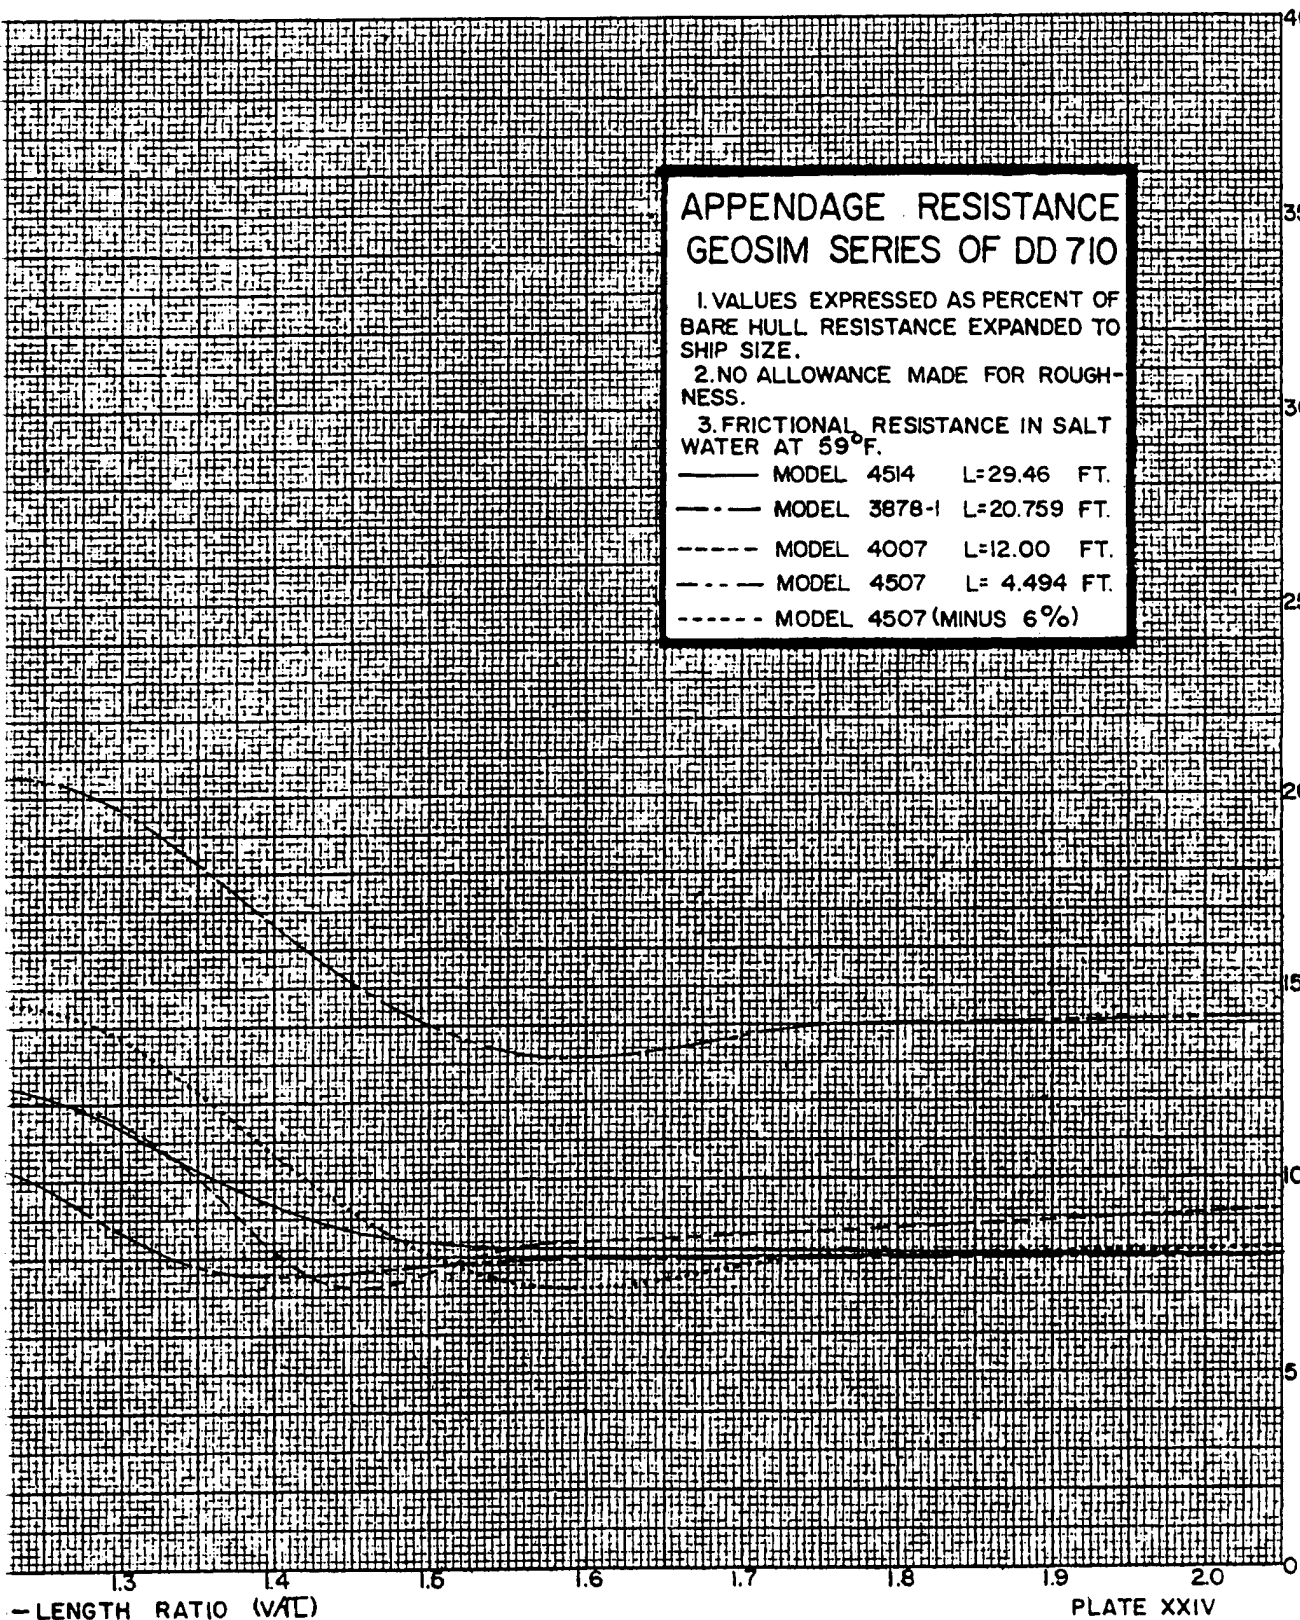 APPENDAGE RESISTANCE
GEOSIM SERIES OF DD 710
1. VALUES EXPRESSED AS PERCENT OF
BARE HULL RESISTANCE EXPANDED TO
SHIP SIZE.
2. NO ALLOWANCE MADE FOR ROUGH-
NESS.
3. FRICTIONAL RESISTANCE IN SALT
WATER AT 59°F.
MODEL 4514 L=29.46 FT.
MODEL 3878-1 L=20.759 FT.
MODEL 4007 L=12.00 FT.
MODEL 4507 L= 4.494 FT.
MODEL 4507 (MINUS 6%)
15
10
5
0
1.3 1.4 1.5 1.6 1.7 1.8 1.9 2.0
- LENGTH RATIO (V/√L)
PLATE XXIV